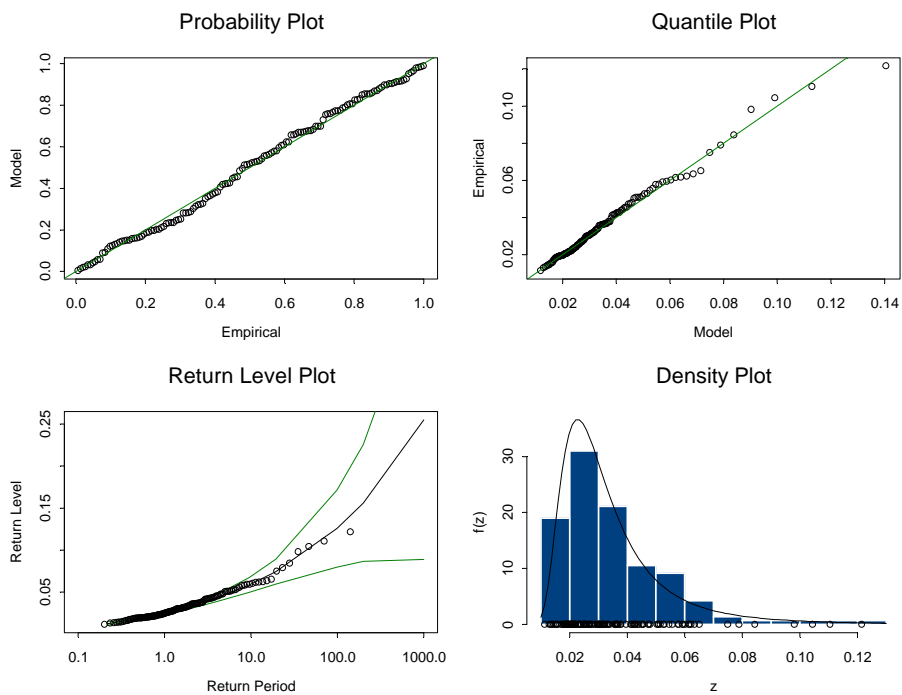 Probability Plot
1.0
0.8
0.6
0.4
0.2
0.0
Model
0.0 0.2 0.4 0.6 0.8 1.0
Empirical
Quantile Plot
0.10
0.06
0.02
Empirical
0.02 0.04 0.06 0.08 0.10 0.12 0.14
Model
Return Level Plot
0.25
0.15
0.05
Return Level
0.1 1.0 10.0 100.0 1000.0
Return Period
Density Plot
30
20
10
0
f(z)
0.02 0.04 0.06 0.08 0.10 0.12
z